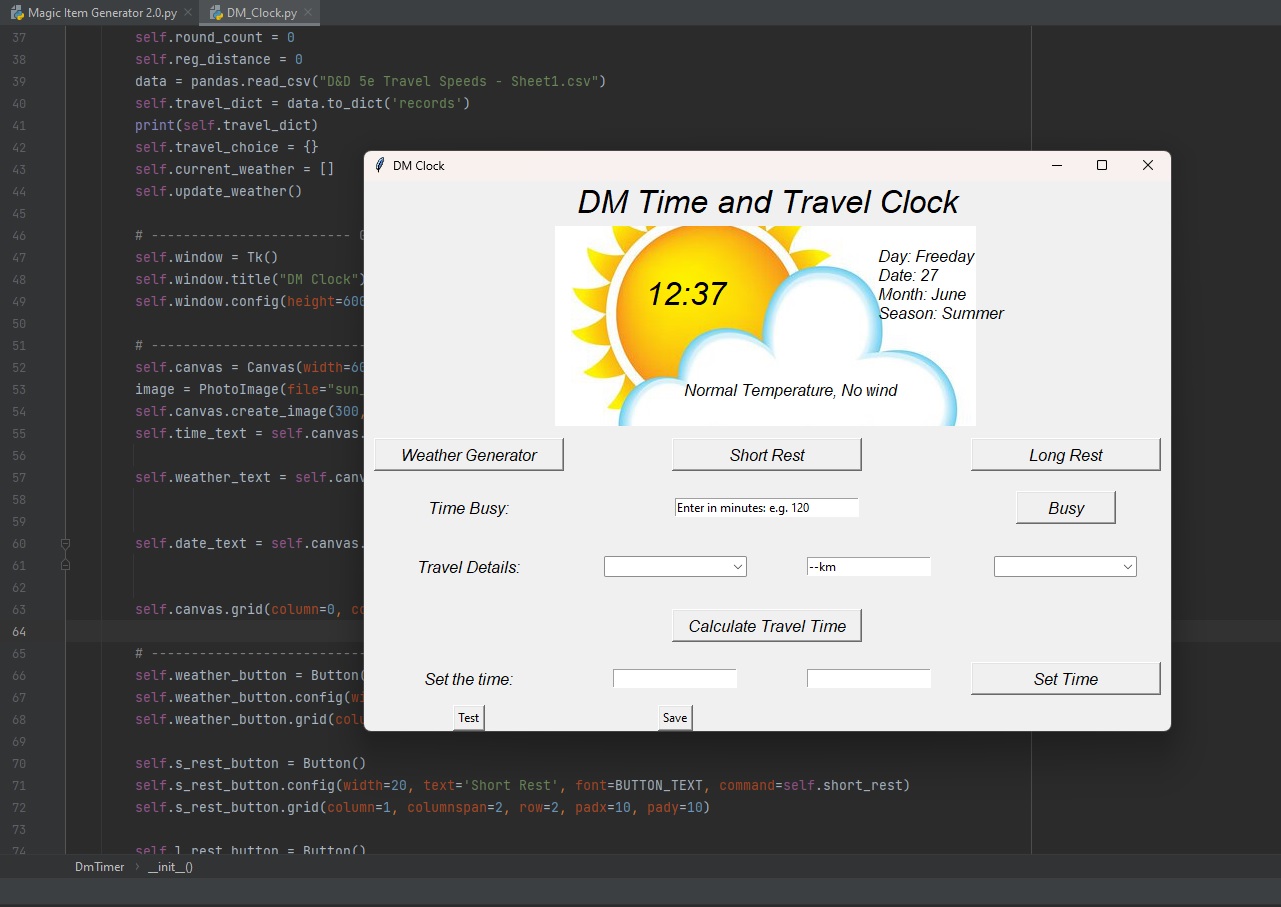 Magic Item Generator 2.0.py
DM_Clock.py
37 self.round_count = 0
38 self.reg_distance = 0
39 data = pandas.read_csv("D&D 5e Travel Speeds - Sheet1.csv")
40 self.travel_dict = data.to_dict('records')
41 print(self.travel_dict)
42 self.travel_choice = {}
43 self.current_weather = []
44 self.update_weather()
45
46 # -------------------------
47 self.window = Tk()
48 self.window.title("DM Clock")
49 self.window.config(height=600
50
51 # ---------------------------
52 self.canvas = Canvas(width=60
53 image = PhotoImage(file="sun_
54 self.canvas.create_image(300,
55 self.time_text = self.canvas.
56
57 self.weather_text = self.canv
58
59
60 self.date_text = self.canvas.
61
62
63 self.canvas.grid(column=0, co
64
65 # ---------------------------
66 self.weather_button = Button(
67 self.weather_button.config(wi
68 self.weather_button.grid(colu
69
70 self.s_rest_button = Button()
71 self.s_rest_button.config(width=20, text='Short Rest', font=BUTTON_TEXT, command=self.short_rest)
72 self.s_rest_button.grid(column=1, columnspan=2, row=2, padx=10, pady=10)
73
74 self.l_rest_button = Button()
DmTimer
__init__()
DM Clock
DM Time and Travel Clock
12:37
Day: Freeday
Date: 27
Month: June
Season: Summer
Normal Temperature, No wind
Weather Generator
Short Rest
Long Rest
Time Busy:
Enter in minutes: e.g. 120
Busy
Travel Details:
--km
Calculate Travel Time
Set the time:
Set Time
Test
Save